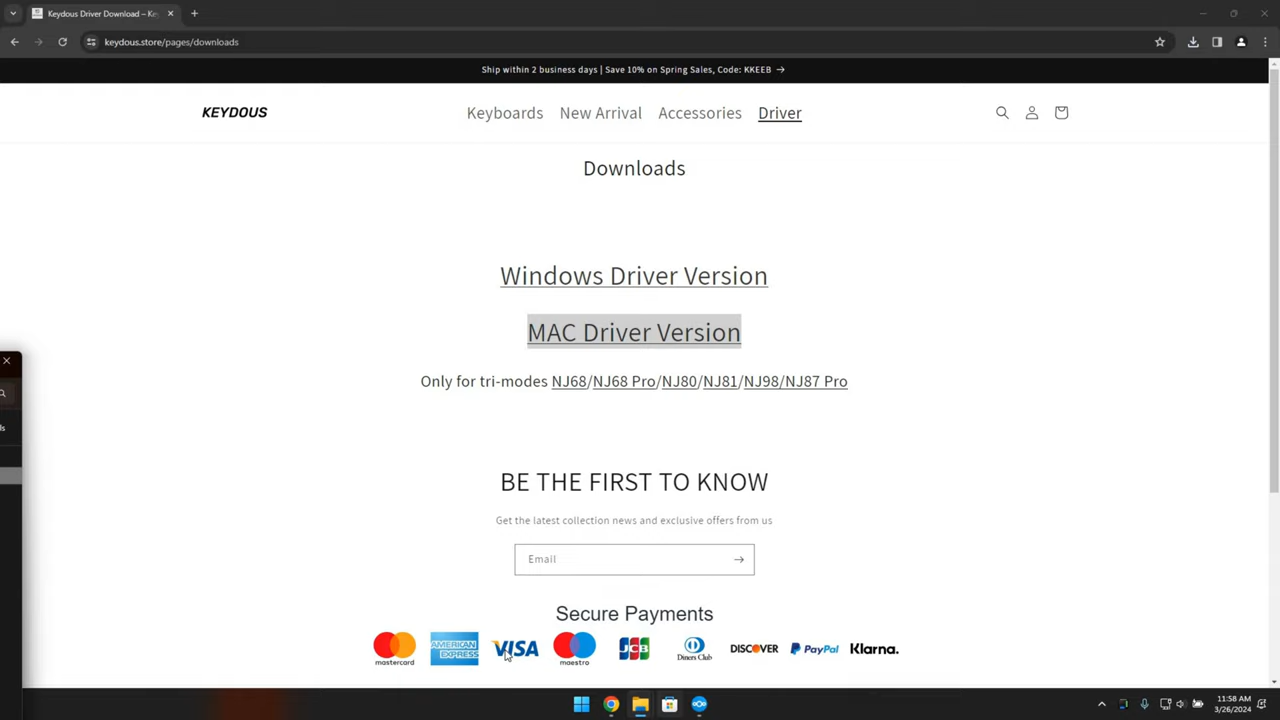 Keydous Driver Download – Key
keydous.store/pages/downloads
Ship within 2 business days | Save 10% on Spring Sales, Code: KKEEB →
KEYDOUS
Keyboards New Arrival Accessories Driver
Downloads
Windows Driver Version
MAC Driver Version
Only for tri-modes NJ68/NJ68 Pro/NJ80/NJ81/NJ98/NJ87 Pro
BE THE FIRST TO KNOW
Get the latest collection news and exclusive offers from us
Email
Secure Payments
mastercard AMERICAN EXPRESS VISA maestro JCB Diners Club DISCOVER PayPal Klarna.
11:58 AM
3/26/2024